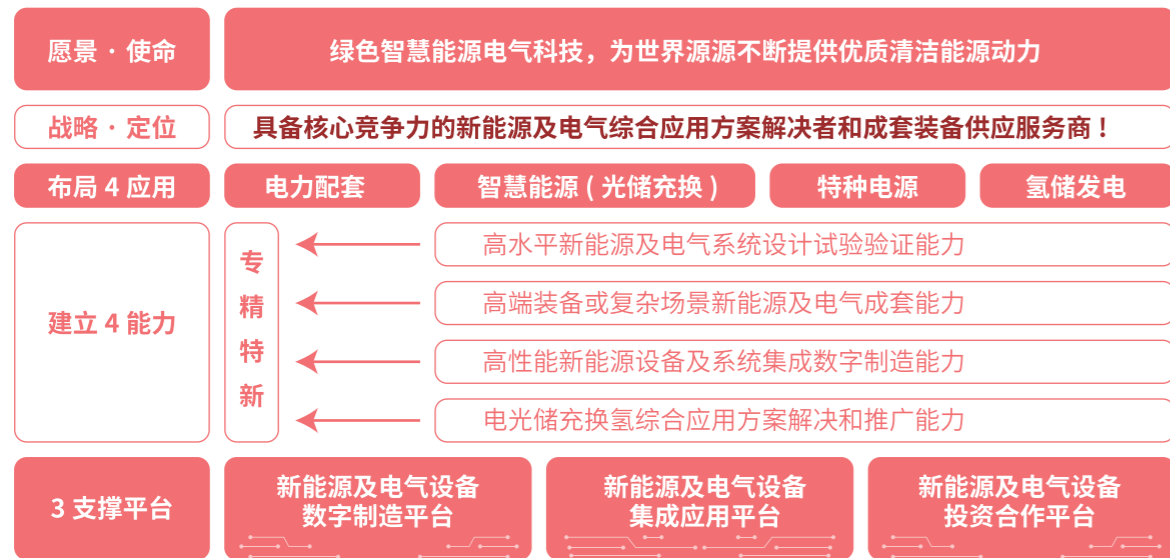 愿景 · 使命
绿色智慧能源电气科技，为世界源源不断提供优质清洁能源动力
战略 · 定位
具备核心竞争力的新能源及电气综合应用方案解决者和成套装备供应服务商！
布局 4 应用
电力配套
智慧能源 ( 光储充换 )
特种电源
氢储发电
建立 4 能力
专
精
特
新
高水平新能源及电气系统设计试验验证能力
高端装备或复杂场景新能源及电气成套能力
高性能新能源设备及系统集成数字制造能力
电光储充换氢综合应用方案解决和推广能力
3 支撑平台
新能源及电气设备
数字制造平台
新能源及电气设备
集成应用平台
新能源及电气设备
投资合作平台